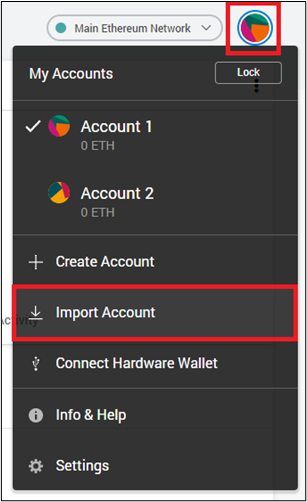 Main Ethereum Network
My Accounts
Lock
Account 1
0 ETH
Account 2
0 ETH
Create Account
Import Account
Activity
Connect Hardware Wallet
Info & Help
Settings